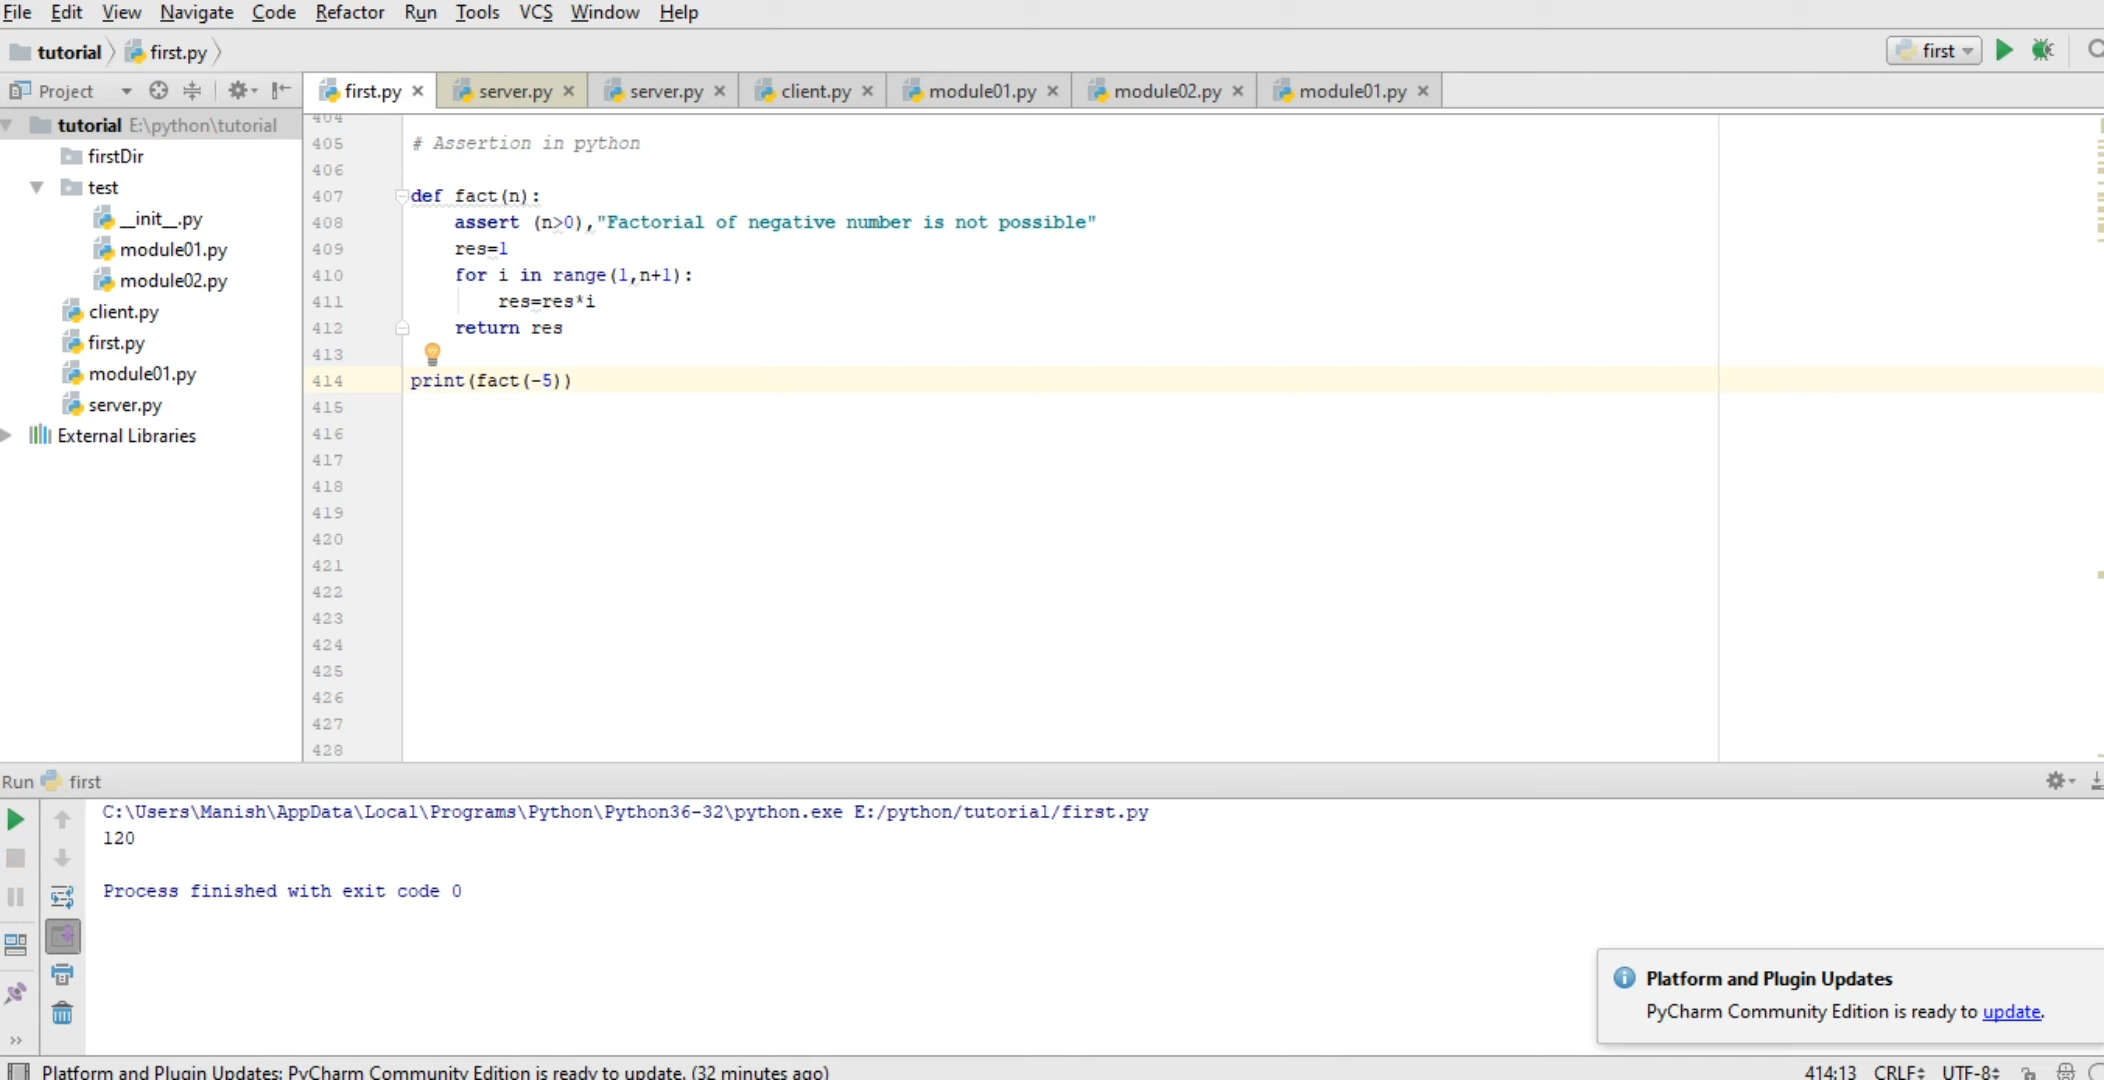 File Edit View Navigate Code Refactor Run Tools VCS Window Help
tutorial first.py
first
Project
first.py server.py server.py client.py module01.py module02.py module01.py
tutorial E:\python\tutorial
firstDir
test
__init__.py
module01.py
module02.py
client.py
first.py
module01.py
server.py
External Libraries
404
405 # Assertion in python
406
407 def fact(n):
408 assert (n>0),"Factorial of negative number is not possible"
409 res=1
410 for i in range(1,n+1):
411 res=res*i
412 return res
413
414 print(fact(-5))
415
416
417
418
419
420
421
422
423
424
425
426
427
428
Run first
C:\Users\Manish\AppData\Local\Programs\Python\Python36-32\python.exe E:/python/tutorial/first.py
120
Process finished with exit code 0
Platform and Plugin Updates
PyCharm Community Edition is ready to update.
Platform and Plugin Updates: PyCharm Community Edition is ready to update. (32 minutes ago)
414:13 CRLF UTF-8